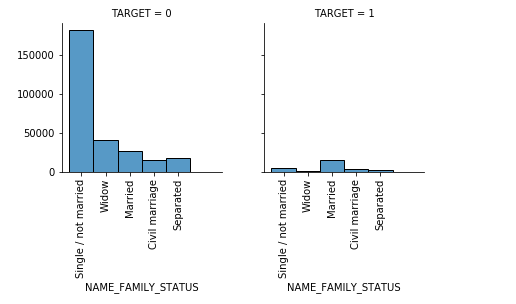 TARGET = 0
TARGET = 1
150000
100000
50000
0
Single / not married
Widow
Married
Civil marriage
Separated
Single / not married
Widow
Married
Civil marriage
Separated
NAME_FAMILY_STATUS
NAME_FAMILY_STATUS